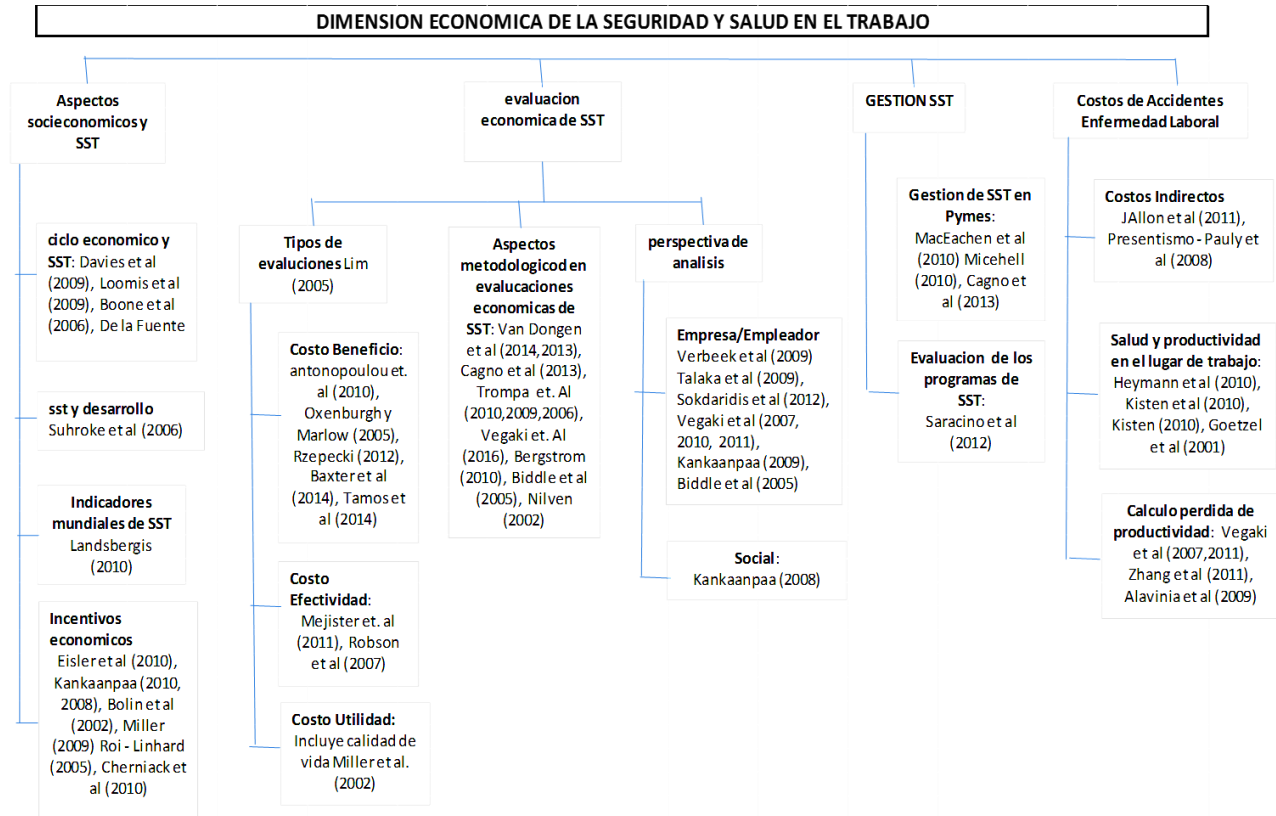 DIMENSION ECONOMICA DE LA SEGURIDAD Y SALUD EN EL TRABAJO
Aspectos
socieconomicos y
SST
ciclo economico y
SST: Davies et al
(2009), Loomis et al
(2009), Boone et al
(2006), De la Fuente
sst y desarrollo
Suhroke et al (2006)
Indicadores
mundiales de SST
Landsbergis
(2010)
Incentivos
economicos
Eisler et al (2010),
Kankaanpaa (2010,
2008), Bolin et al
(2002), Miller
(2009) Roi - Linhard
(2005), Cherniack et
al (2010)
evaluacion
economica de SST
Tipos de
evaluciones Lim
(2005)
Costo Beneficio:
antonopoulou et.
al (2010),
Oxenburgh y
Marlow (2005),
Rzepecki (2012),
Baxter et al
(2014), Tamos et
al (2014)
Costo
Efectividad:
Mejister et. al
(2011), Robson
et al (2007)
Costo Utilidad:
Incluye calidad de
vida Miller et al.
(2002)
Aspectos
metodologicod en
evalucaciones
economicas de
SST: Van Dongen
et al (2014,2013),
Cagno et al (2013),
Trompa et. Al
(2010,2009,2006),
Vegaki et. Al
(2016), Bergstrom
(2010), Biddle et al
(2005), Nilven
(2002)
perspectiva de
analisis
Empresa/Empleador
Verbeek et al (2009)
Talaka et al (2009),
Sokdaridis et al (2012),
Vegaki et al (2007,
2010, 2011),
Kankaanpaa (2009),
Biddle et al (2005)
Social:
Kankaanpaa (2008)
GESTION SST
Gestion de SST en
Pymes:
MacEachen et al
(2010) Micehell
(2010), Cagno et
al (2013)
Evaluacion de los
programas de
SST:
Saracino et al
(2012)
Costos de Accidentes
Enfermedad Laboral
Costos Indirectos
JAllon et al (2011),
Presentismo - Pauly et
al (2008)
Salud y productividad
en el lugar de trabajo:
Heymann et al (2010),
Kisten et al (2010),
Kisten (2010), Goetzel
et al (2001)
Calculo perdida de
productividad: Vegaki
et al (2007,2011),
Zhang et al (2011),
Alavinia et al (2009)